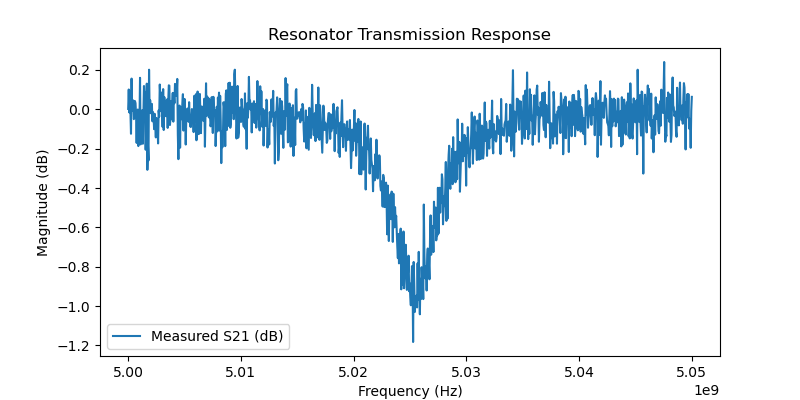 Resonator Transmission Response
0.2
0.0
−0.2
−0.4
−0.6
−0.8
−1.0
−1.2
Magnitude (dB)
Measured S21 (dB)
5.00 5.01 5.02 5.03 5.04 5.05
1e9
Frequency (Hz)